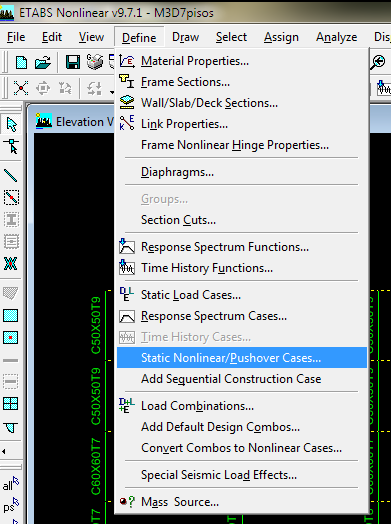 ETABS Nonlinear v9.7.1 - M3D7pisos
File Edit View Define Draw Select Assign Analyze Dis
Elevation V
Material Properties...
Frame Sections...
Wall/Slab/Deck Sections...
Link Properties...
Frame Nonlinear Hinge Properties...
Diaphragms...
Groups...
Section Cuts...
Response Spectrum Functions...
Time History Functions...
Static Load Cases...
Response Spectrum Cases...
Time History Cases...
Static Nonlinear/Pushover Cases...
Add Sequential Construction Case
Load Combinations...
Add Default Design Combos...
Convert Combos to Nonlinear Cases...
Special Seismic Load Effects...
Mass Source...
C50X50T9
C50X50T9
C60X60T7
all
ps